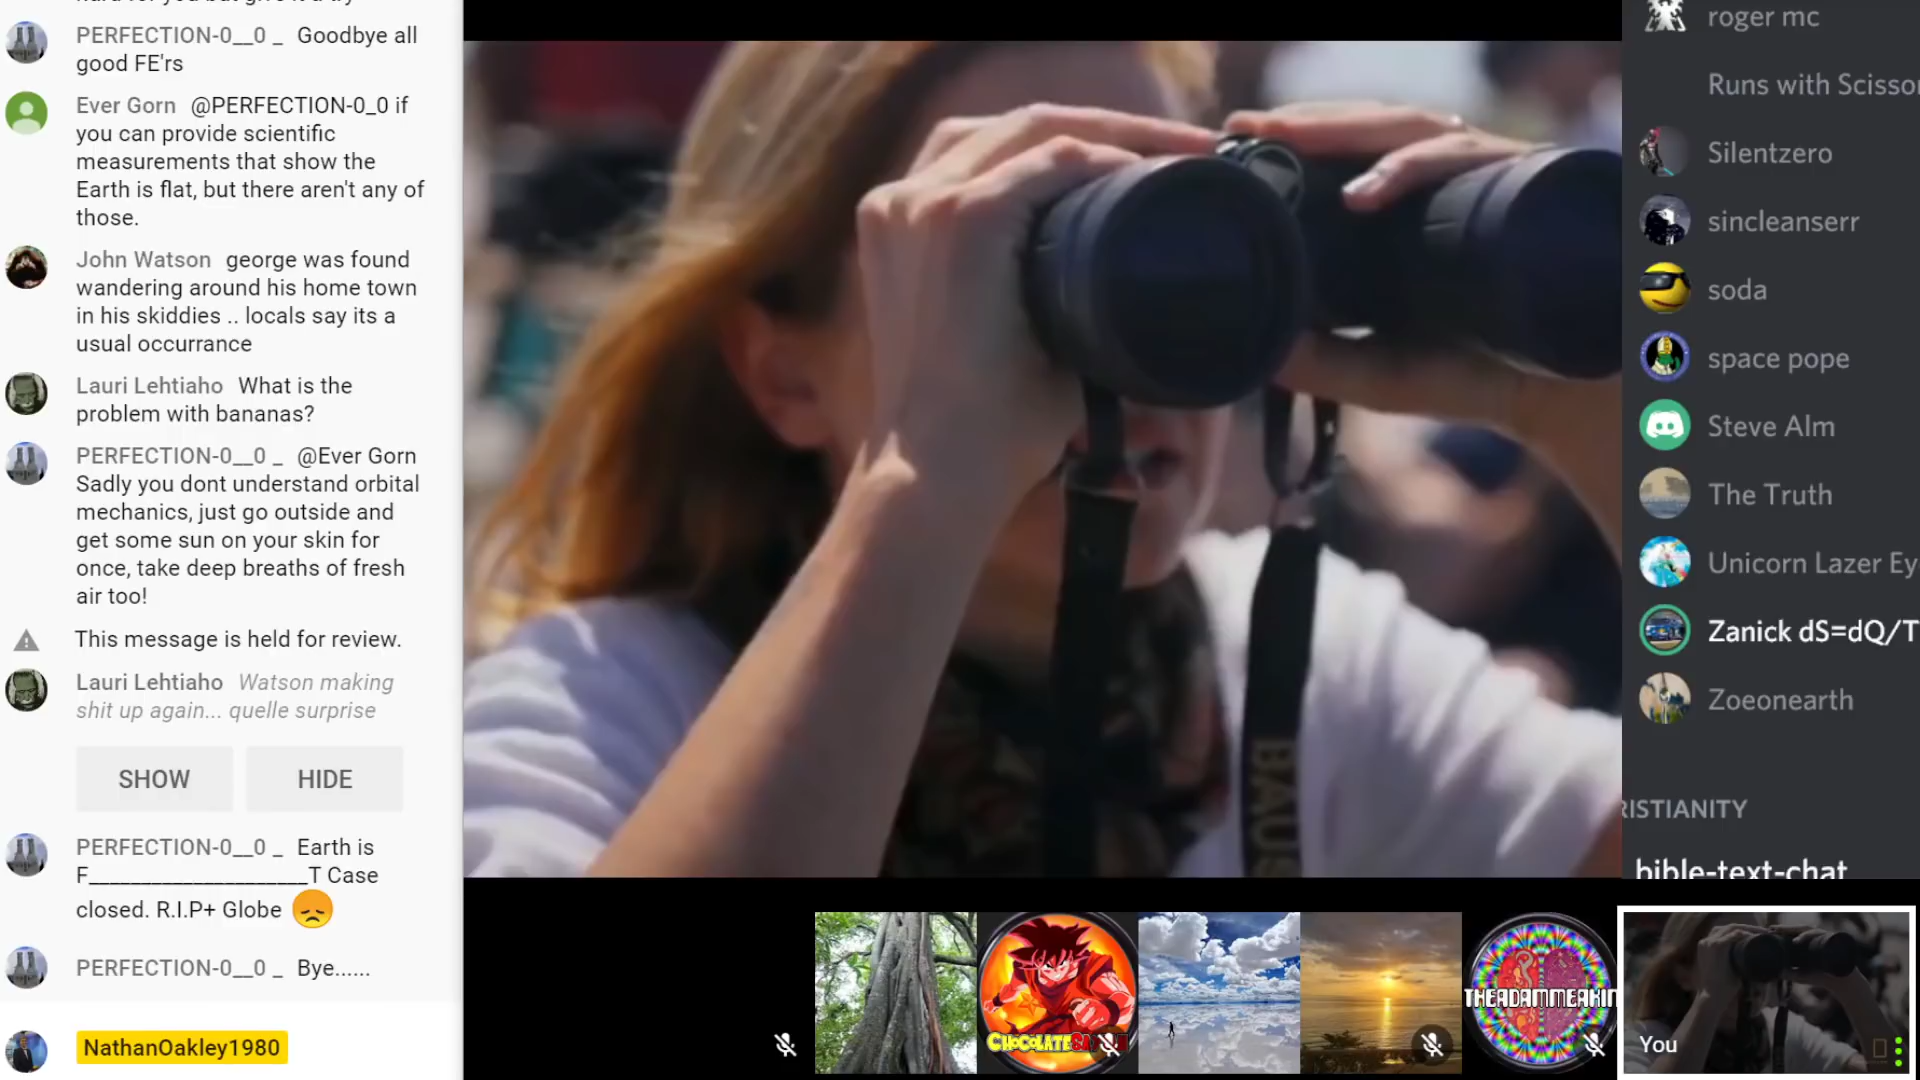 PERFECTION-0__0 _ Goodbye all
good FE'rs
Ever Gorn @PERFECTION-0_0 if
you can provide scientific
measurements that show the
Earth is flat, but there aren't any of
those.
John Watson george was found
wandering around his home town
in his skiddies .. locals say its a
usual occurrance
Lauri Lehtiaho What is the
problem with bananas?
PERFECTION-0__0 _ @Ever Gorn
Sadly you dont understand orbital
mechanics, just go outside and
get some sun on your skin for
once, take deep breaths of fresh
air too!
This message is held for review.
Lauri Lehtiaho Watson making
shit up again... quelle surprise
SHOW HIDE
PERFECTION-0__0 _ Earth is
F____________________T Case
closed. R.I.P+ Globe
PERFECTION-0__0 _ Bye......
NathanOakley1980
BAUS
CHOCOLATE
THEADAMMEAKIN
You
roger mc
Runs with Scissor
Silentzero
sincleanserr
soda
space pope
Steve Alm
The Truth
Unicorn Lazer Ey
Zanick dS=dQ/T
Zoeonearth
RISTIANITY
bible-text-chat